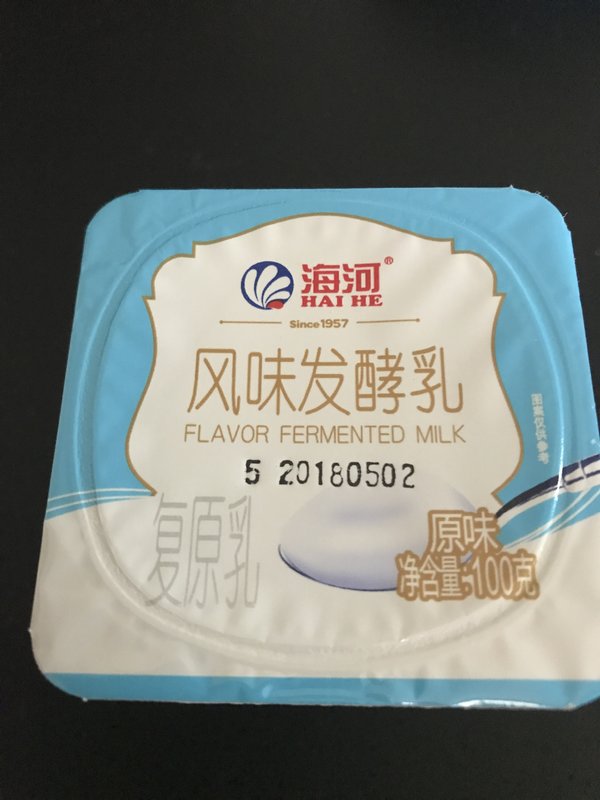 海河®
HAI HE
Since1957
风味发酵乳
FLAVOR FERMENTED MILK
图案仅供参考
5 20180502
复原乳
原味
净含量:100克